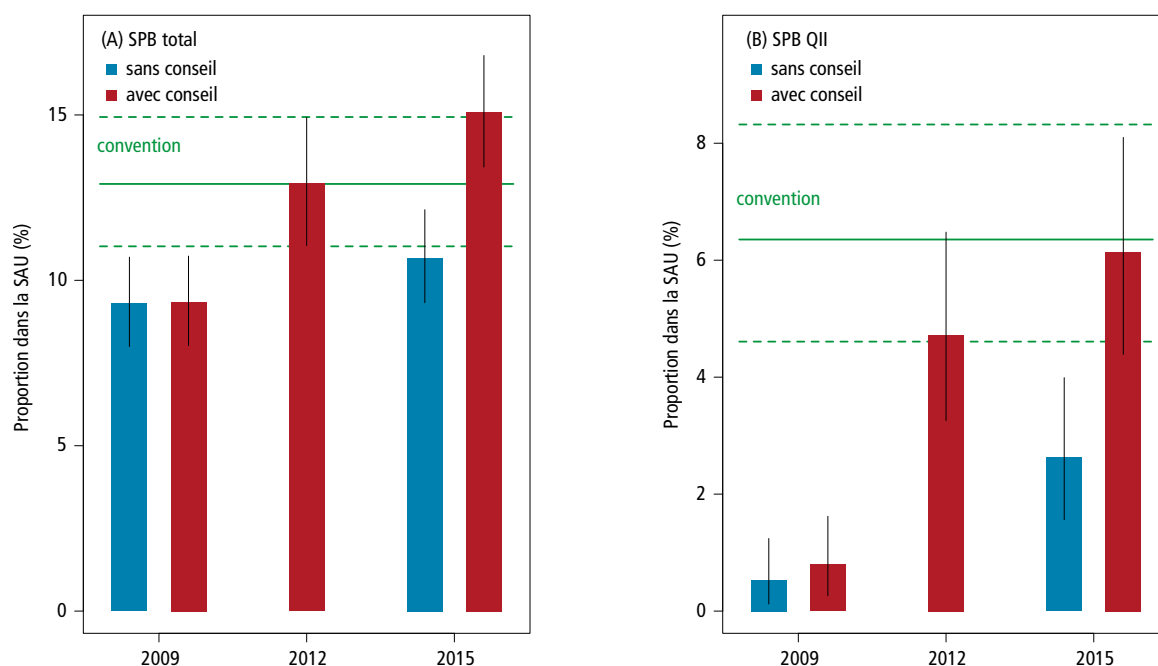 (A) SPB total
sans conseil
avec conseil
convention
Proportion dans la SAU (%)
15
10
5
0
2009 2012 2015
(B) SPB QII
sans conseil
avec conseil
convention
Proportion dans la SAU (%)
8
6
4
2
0
2009 2012 2015